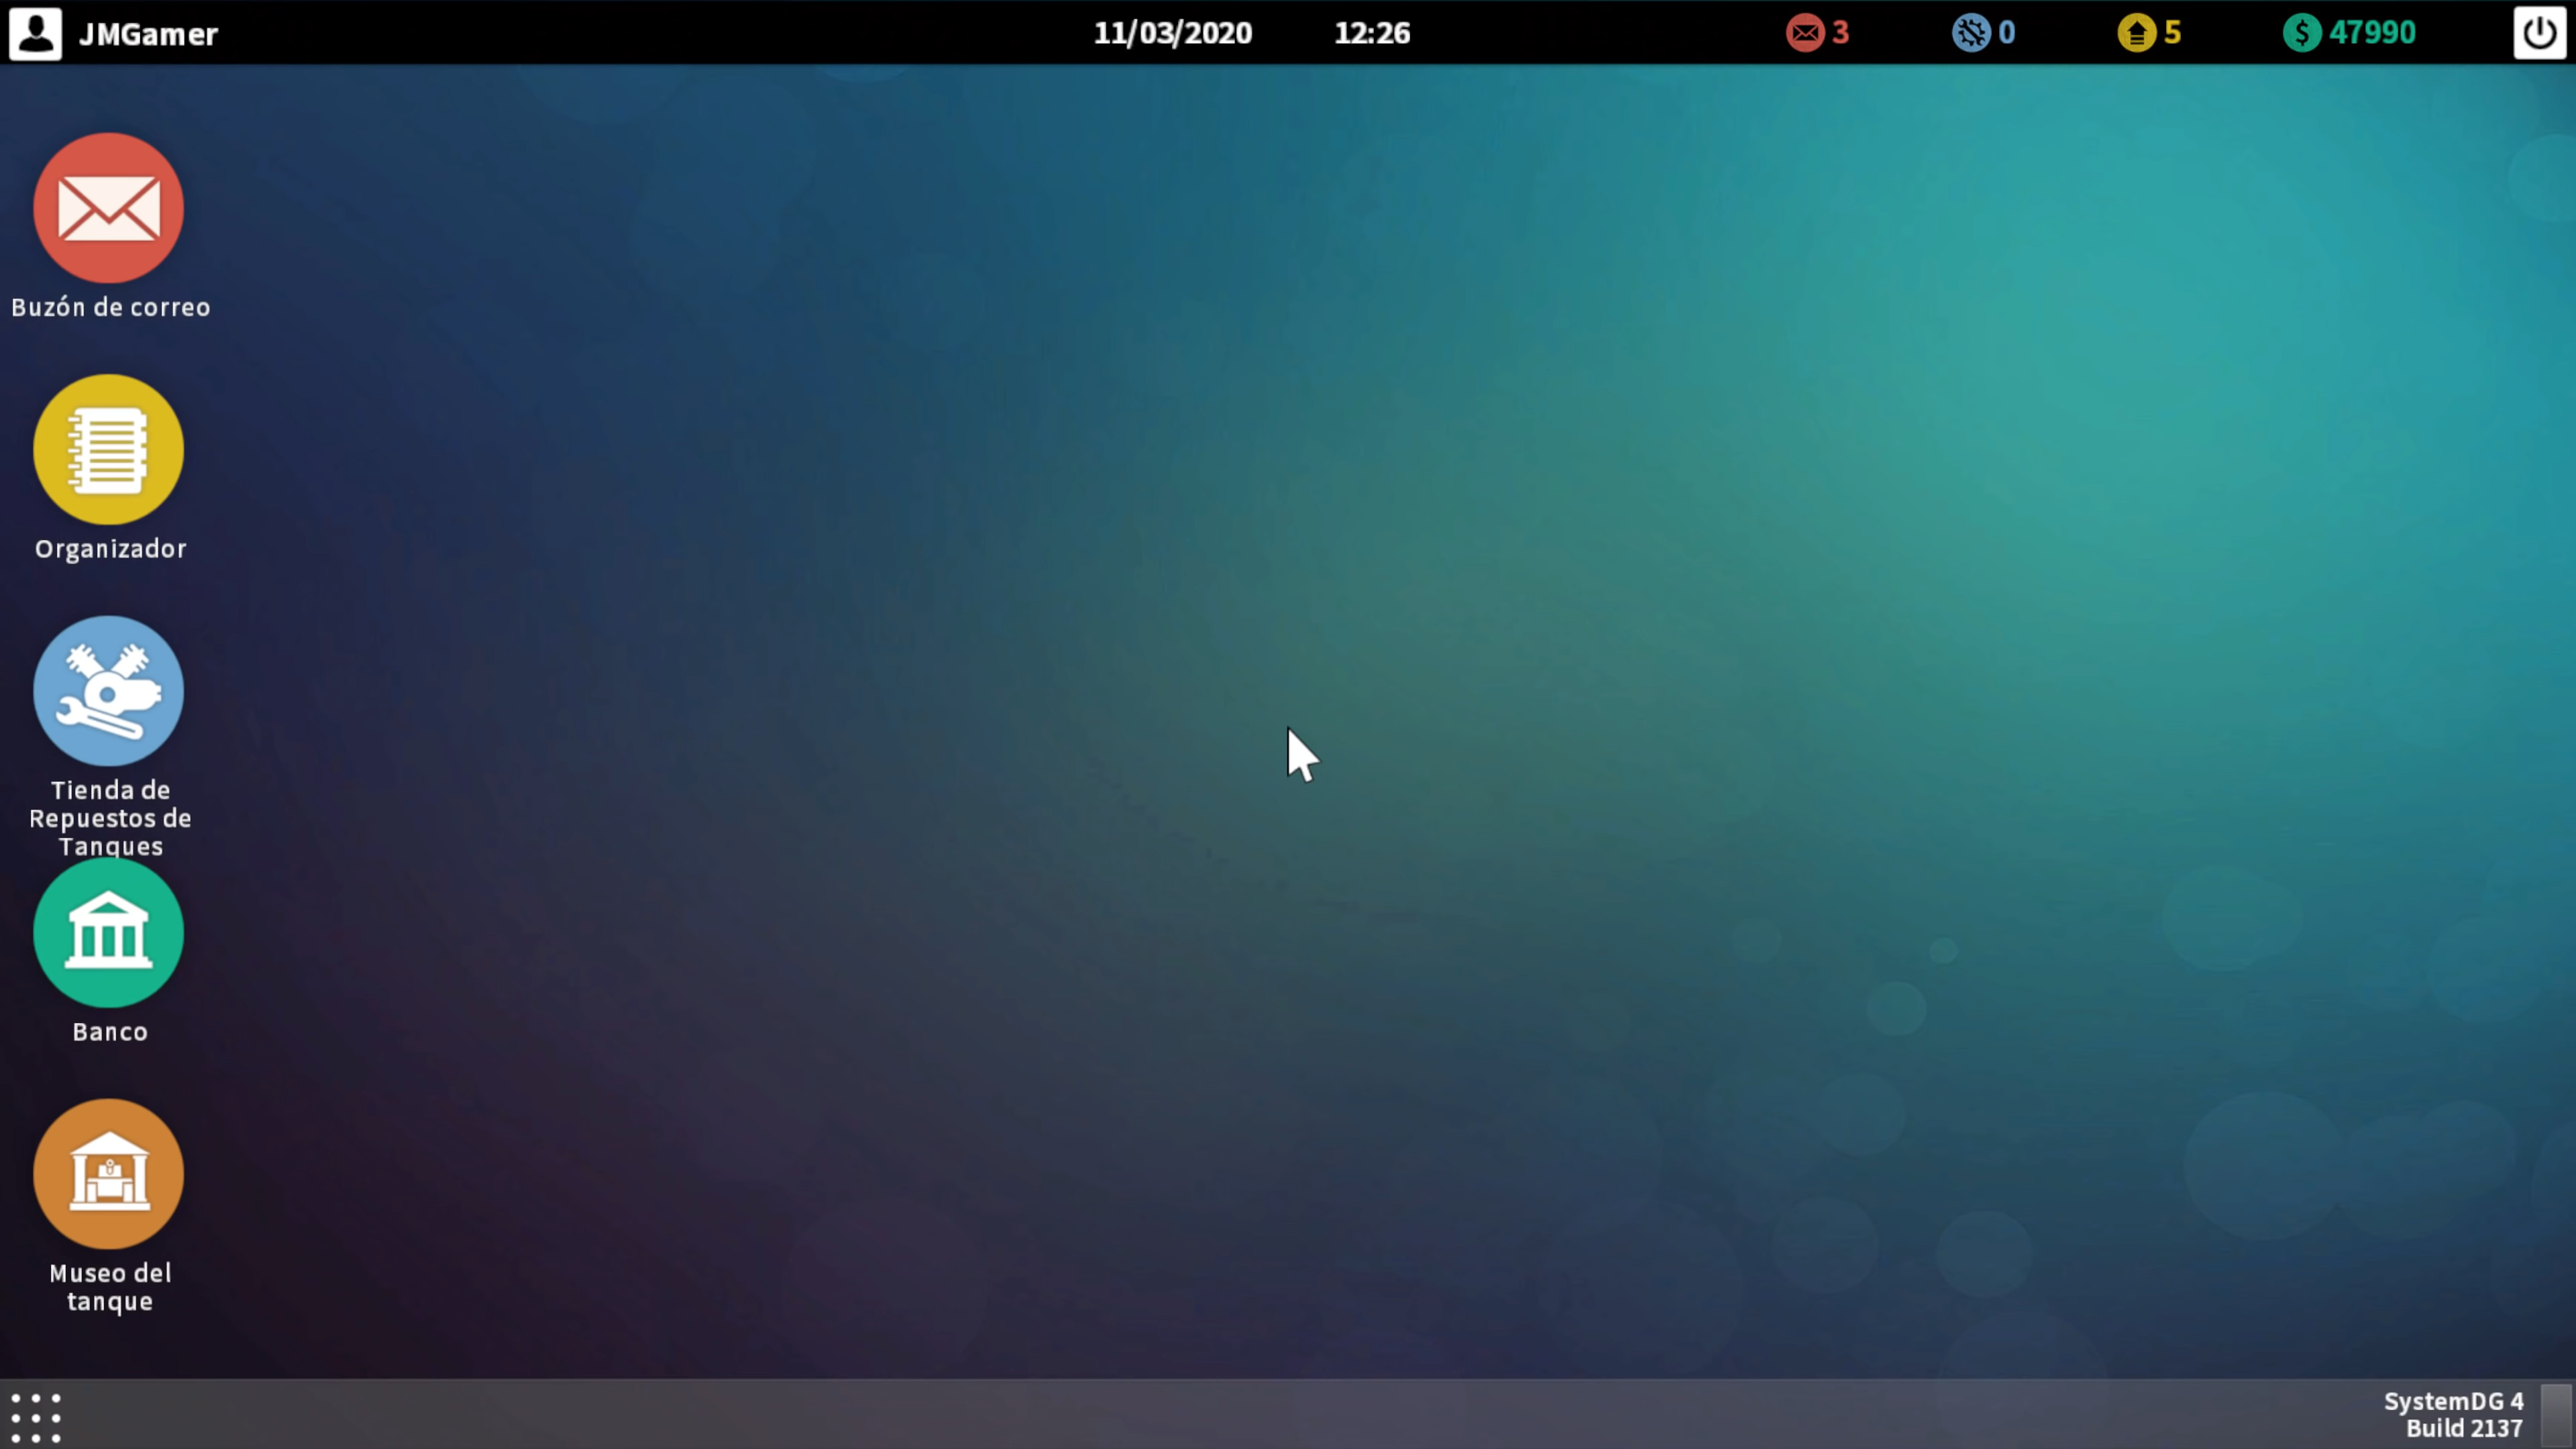 JMGamer
11/03/2020 12:26
3 0 5 47990
Buzón de correo
Organizador
Tienda de
Repuestos de
Tanques
Banco
Museo del
tanque
SystemDG 4
Build 2137